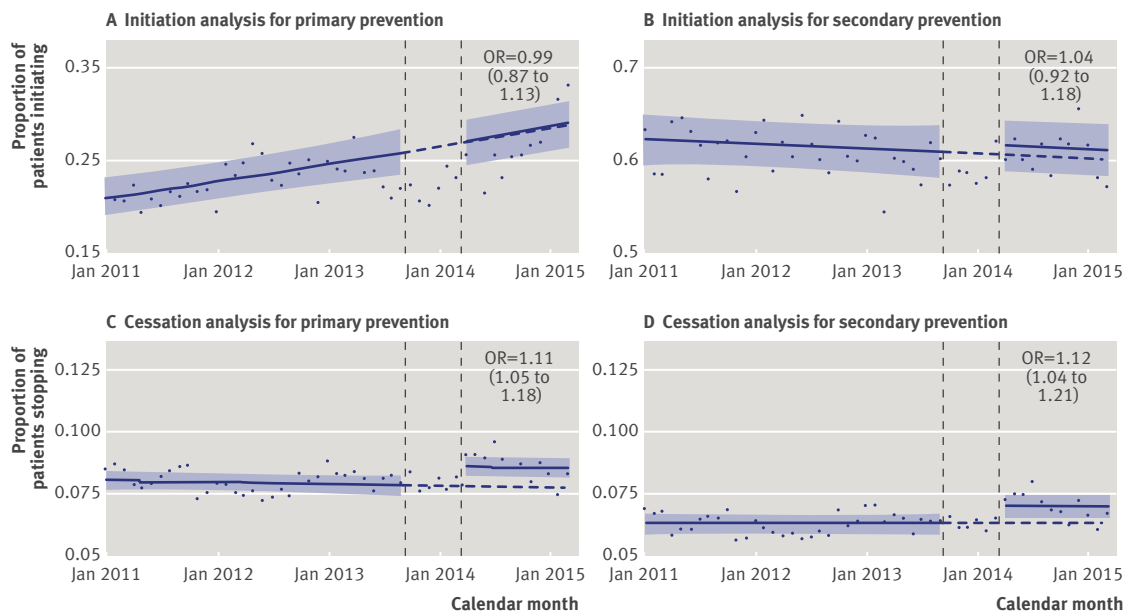 A Initiation analysis for primary prevention
Proportion of
patients initiating
0.35
0.25
0.15
OR=0.99
(0.87 to
1.13)
Jan 2011
Jan 2012
Jan 2013
Jan 2014
Jan 2015
B Initiation analysis for secondary prevention
0.7
0.6
0.5
OR=1.04
(0.92 to
1.18)
Jan 2011
Jan 2012
Jan 2013
Jan 2014
Jan 2015
C Cessation analysis for primary prevention
Proportion of
patients stopping
0.125
0.100
0.075
0.05
OR=1.11
(1.05 to
1.18)
Jan 2011
Jan 2012
Jan 2013
Jan 2014
Jan 2015
Calendar month
D Cessation analysis for secondary prevention
0.125
0.100
0.075
0.05
OR=1.12
(1.04 to
1.21)
Jan 2011
Jan 2012
Jan 2013
Jan 2014
Jan 2015
Calendar month